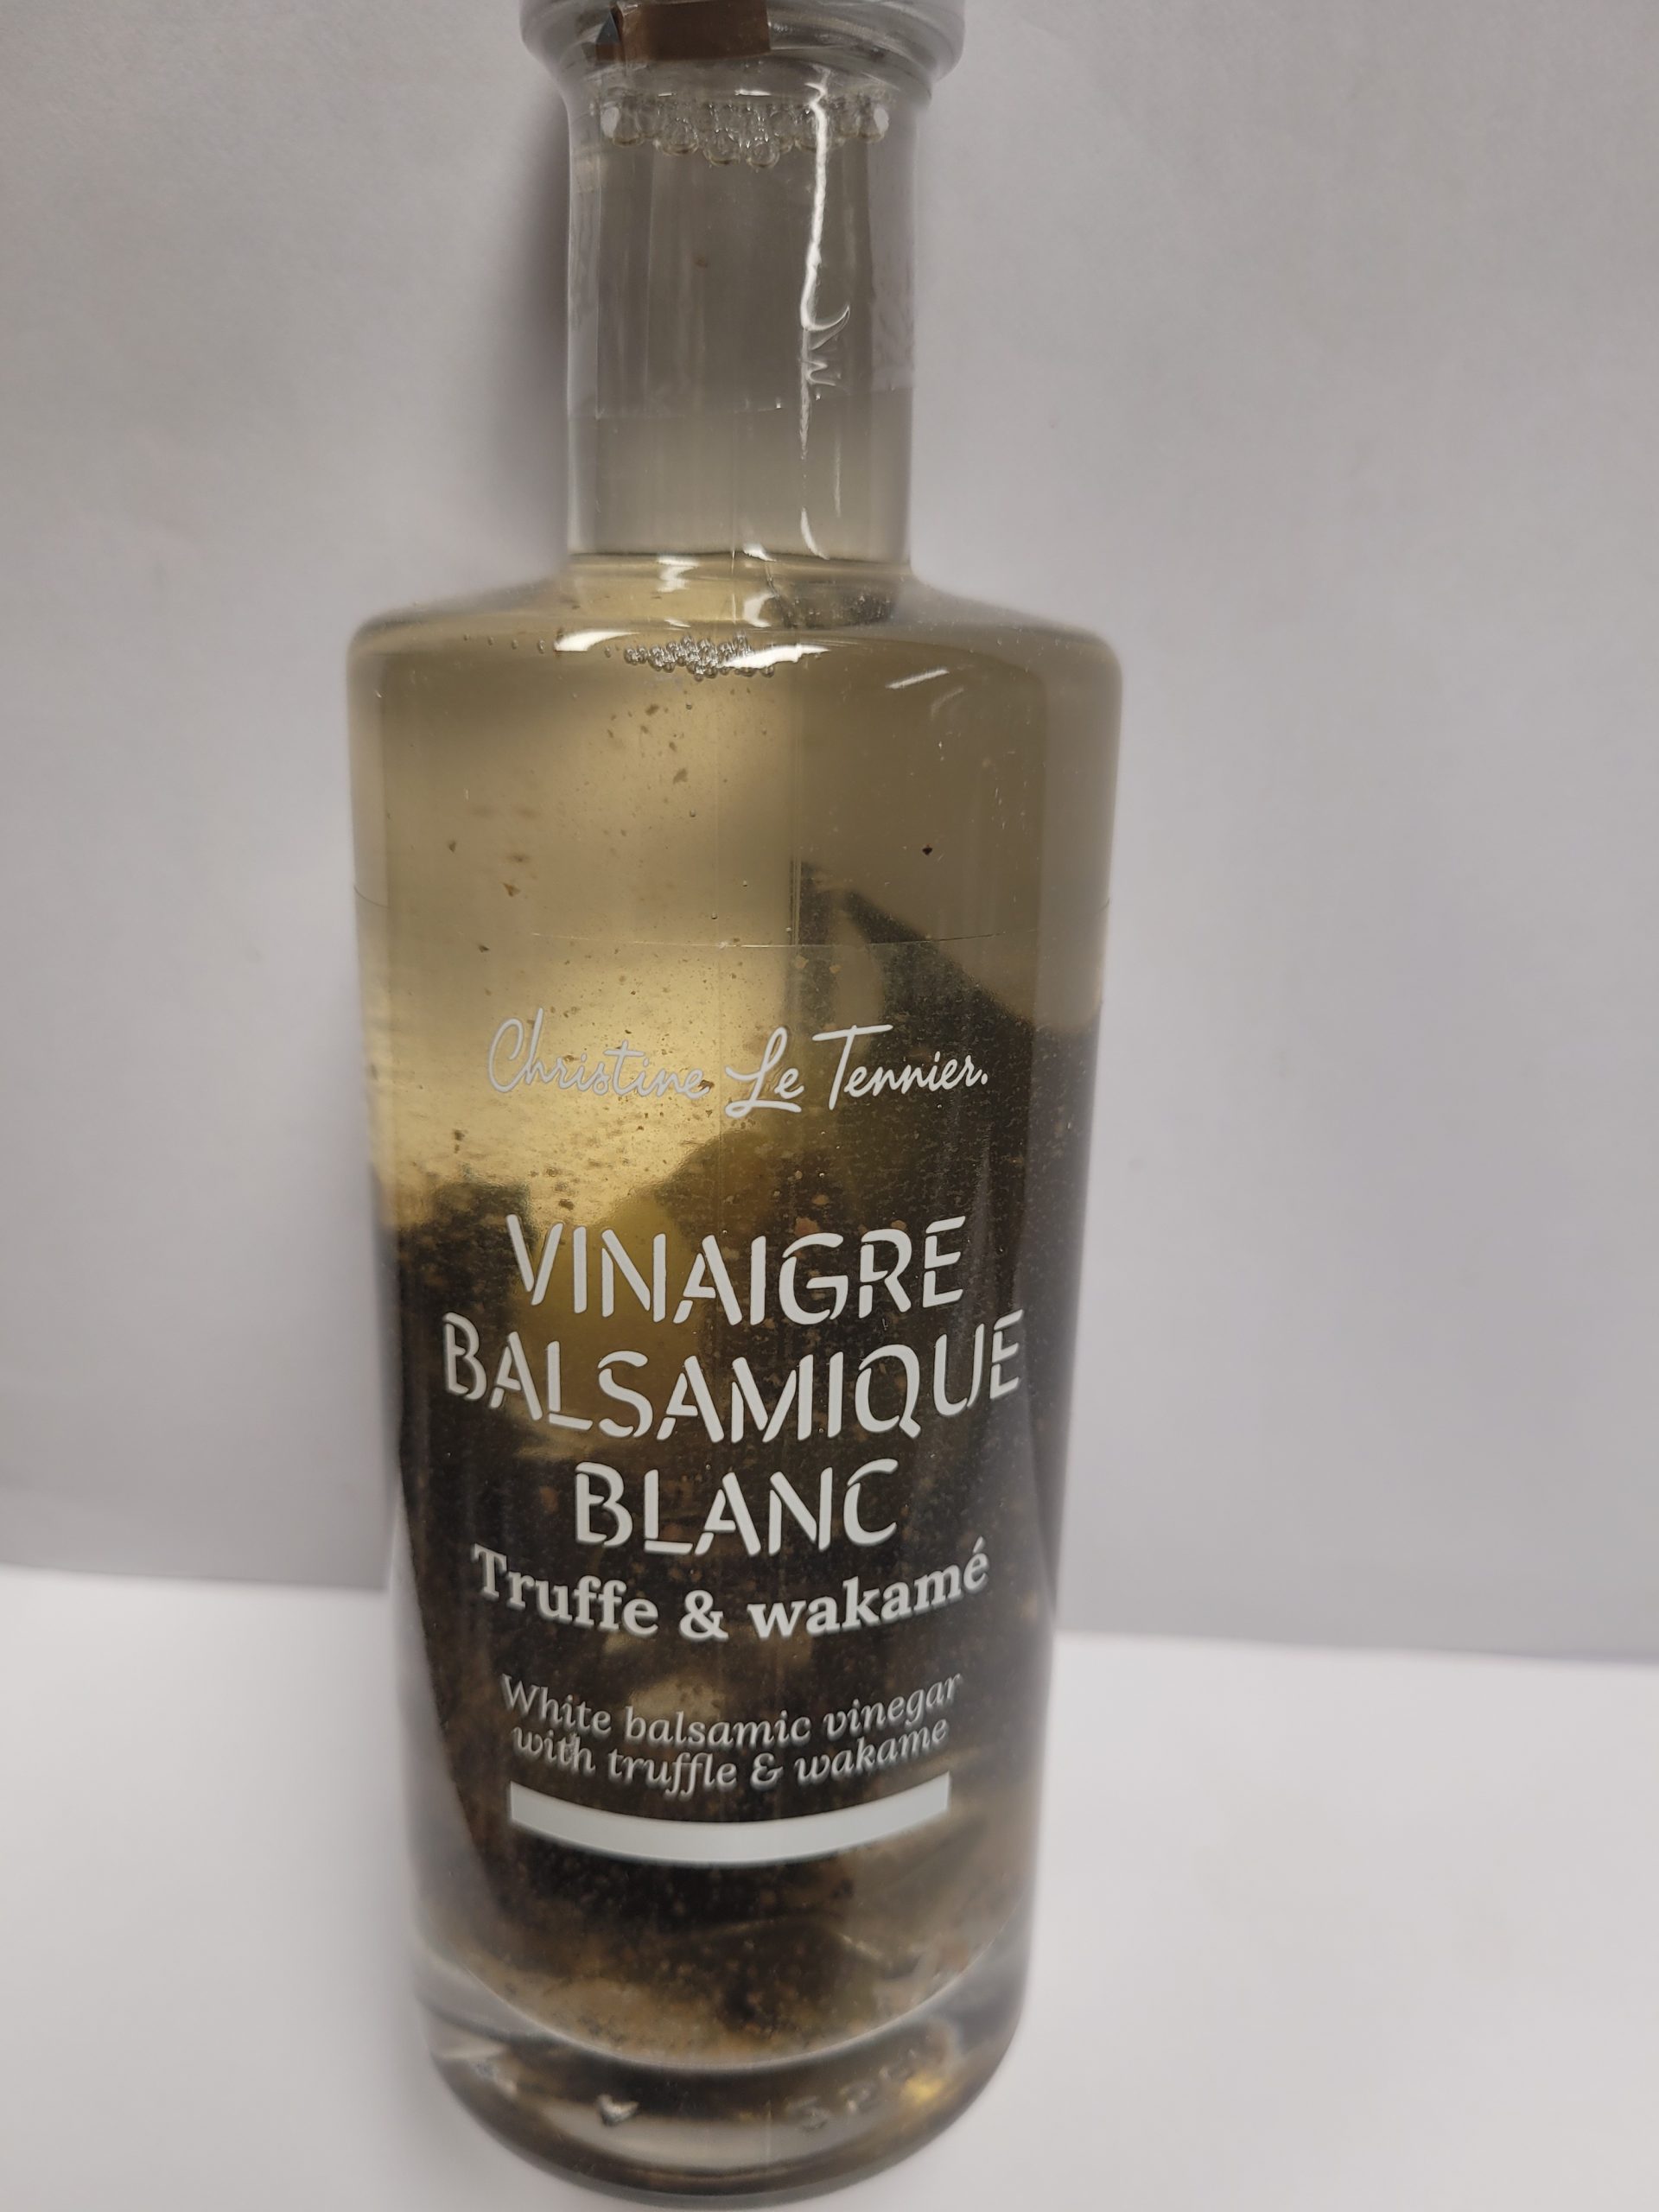 Christine Le Tennier.
VINAIGRE
BALSAMIQUE
BLANC
Truffe & wakamé
White balsamic vinegar
with truffle & wakame